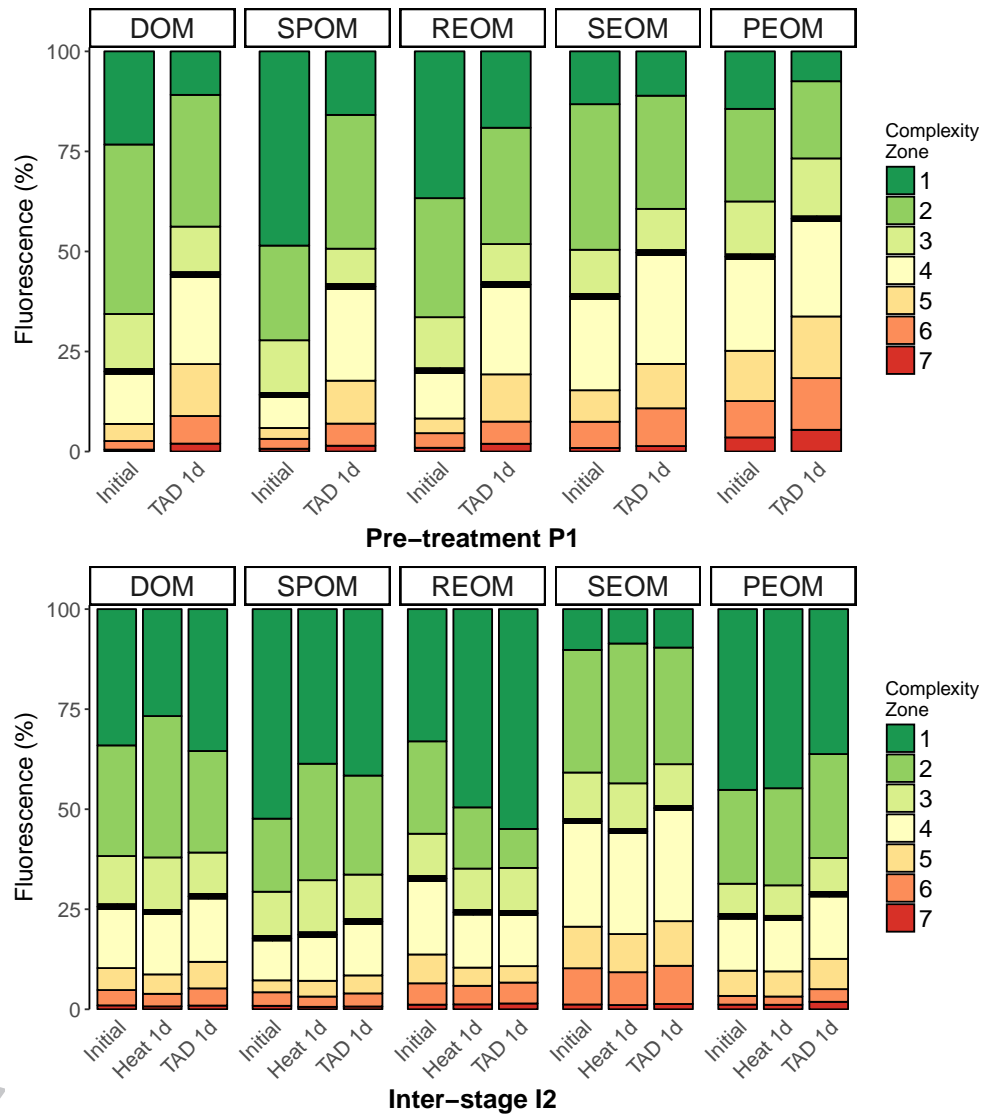 DOM SPOM REOM SEOM PEOM
100
75
50
25
0
Fluorescence (%)
Initial TAD 1d Initial TAD 1d Initial TAD 1d Initial TAD 1d Initial TAD 1d
Pre−treatment P1
Complexity
Zone
1
2
3
4
5
6
7
DOM SPOM REOM SEOM PEOM
100
75
50
25
0
Fluorescence (%)
Initial Heat 1d TAD 1d Initial Heat 1d TAD 1d Initial Heat 1d TAD 1d Initial Heat 1d TAD 1d Initial Heat 1d TAD 1d
Inter−stage I2
Complexity
Zone
1
2
3
4
5
6
7